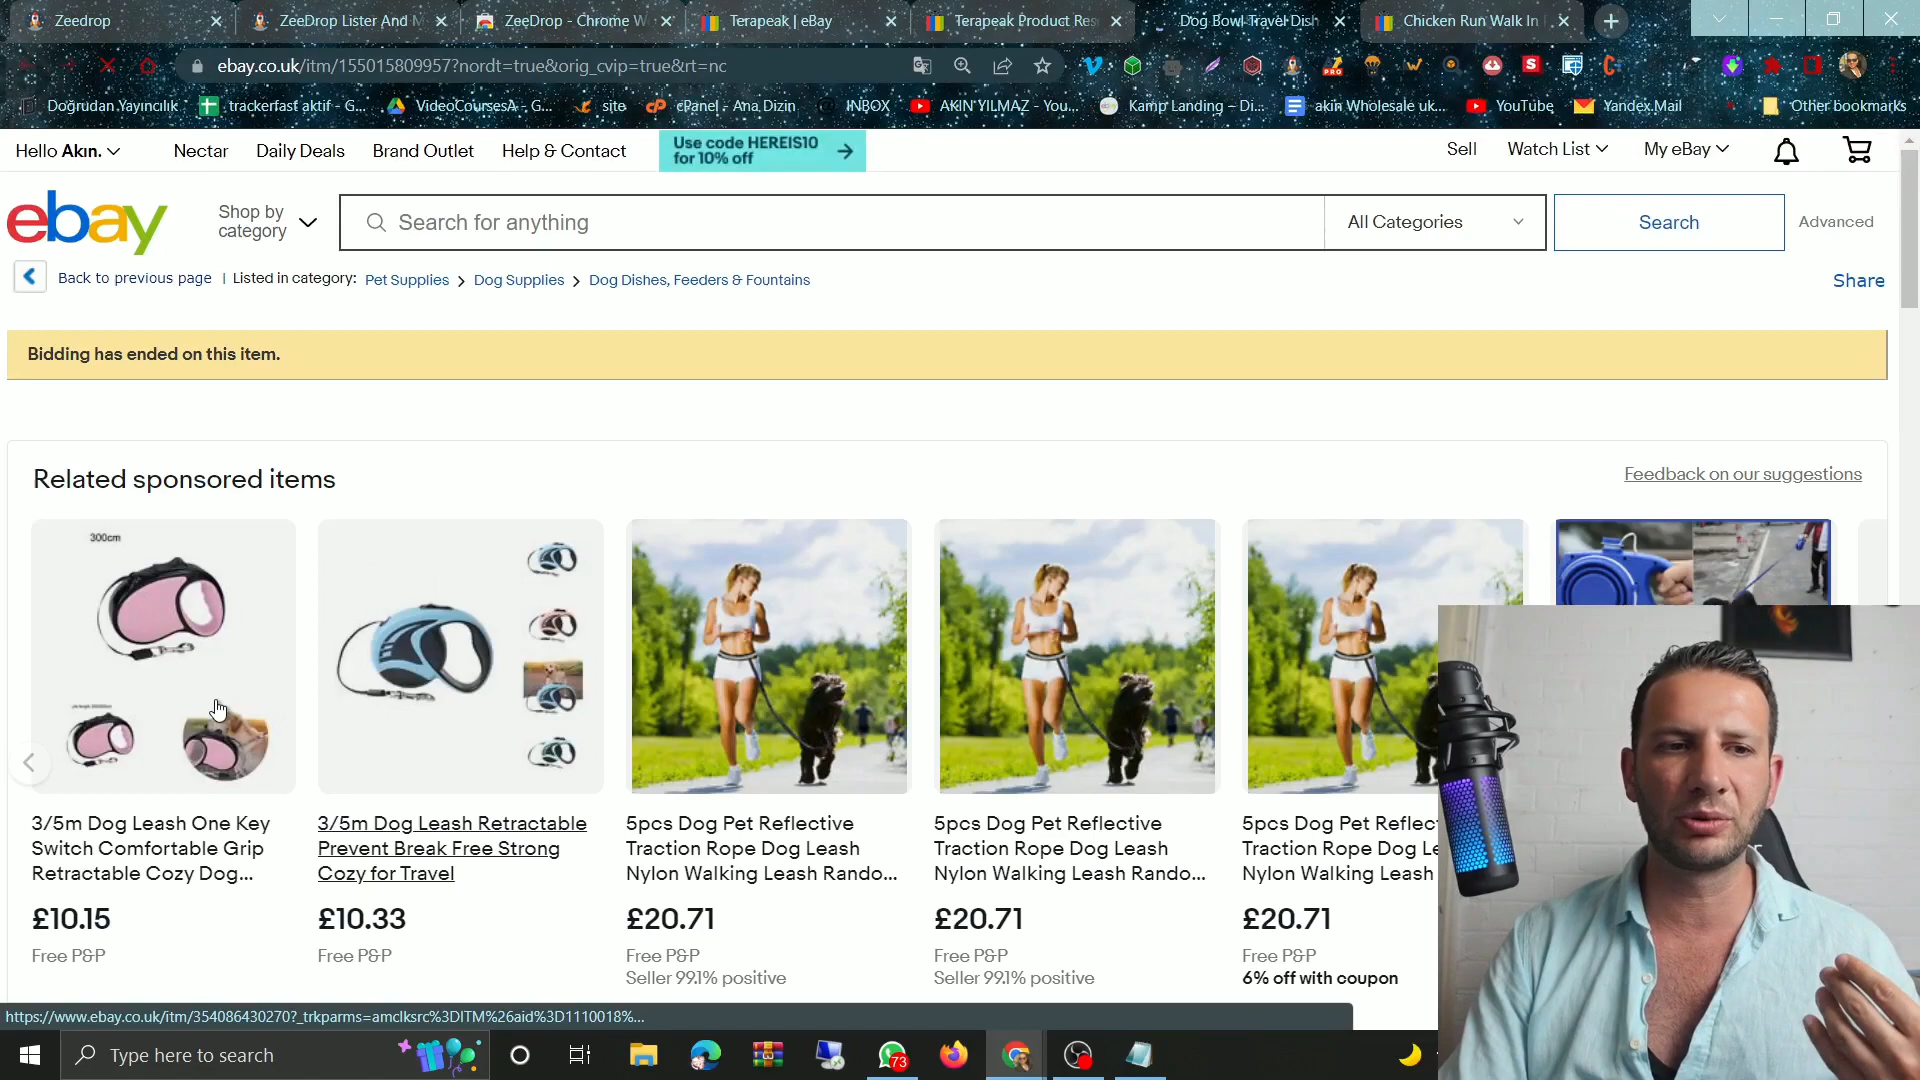 Zeedrop
ZeeDrop Lister And M
ZeeDrop - Chrome W
Terapeak | eBay
Terapeak Product Res
Dog Bowl Travel Dish
Chicken Run Walk In
ebay.co.uk/itm/155015809957?nordt=true&orig_cvip=true&rt=nc
Doğrudan Yayıncılık
trackerfast aktif - G...
VideoCoursesA - G...
site
cPanel - Ana Dizin
INBOX
AKIN YILMAZ - You...
Kamp Landing – Di...
akin Wholesale uk...
YouTube
Yandex.Mail
Other bookmarks
Hello Akın.
Nectar
Daily Deals
Brand Outlet
Help & Contact
Use code HEREIS10
for 10% off
Sell
Watch List
My eBay
ebay
Shop by
category
Search for anything
All Categories
Search
Advanced
Back to previous page | Listed in category: Pet Supplies > Dog Supplies > Dog Dishes, Feeders & Fountains
Share
Bidding has ended on this item.
Related sponsored items
Feedback on our suggestions
300cm
3/5m Dog Leash One Key
Switch Comfortable Grip
Retractable Cozy Dog...
£10.15
Free P&P
3/5m Dog Leash Retractable
Prevent Break Free Strong
Cozy for Travel
£10.33
Free P&P
5pcs Dog Pet Reflective
Traction Rope Dog Leash
Nylon Walking Leash Rando...
£20.71
Free P&P
Seller 99.1% positive
5pcs Dog Pet Reflective
Traction Rope Dog Leash
Nylon Walking Leash Rando...
£20.71
Free P&P
Seller 99.1% positive
5pcs Dog Pet Reflec
Traction Rope Dog Le
Nylon Walking Leash
£20.71
Free P&P
6% off with coupon
https://www.ebay.co.uk/itm/354086430270?_trkparms=amclksrc%3DITM%26aid%3D1110018%...
Type here to search
73